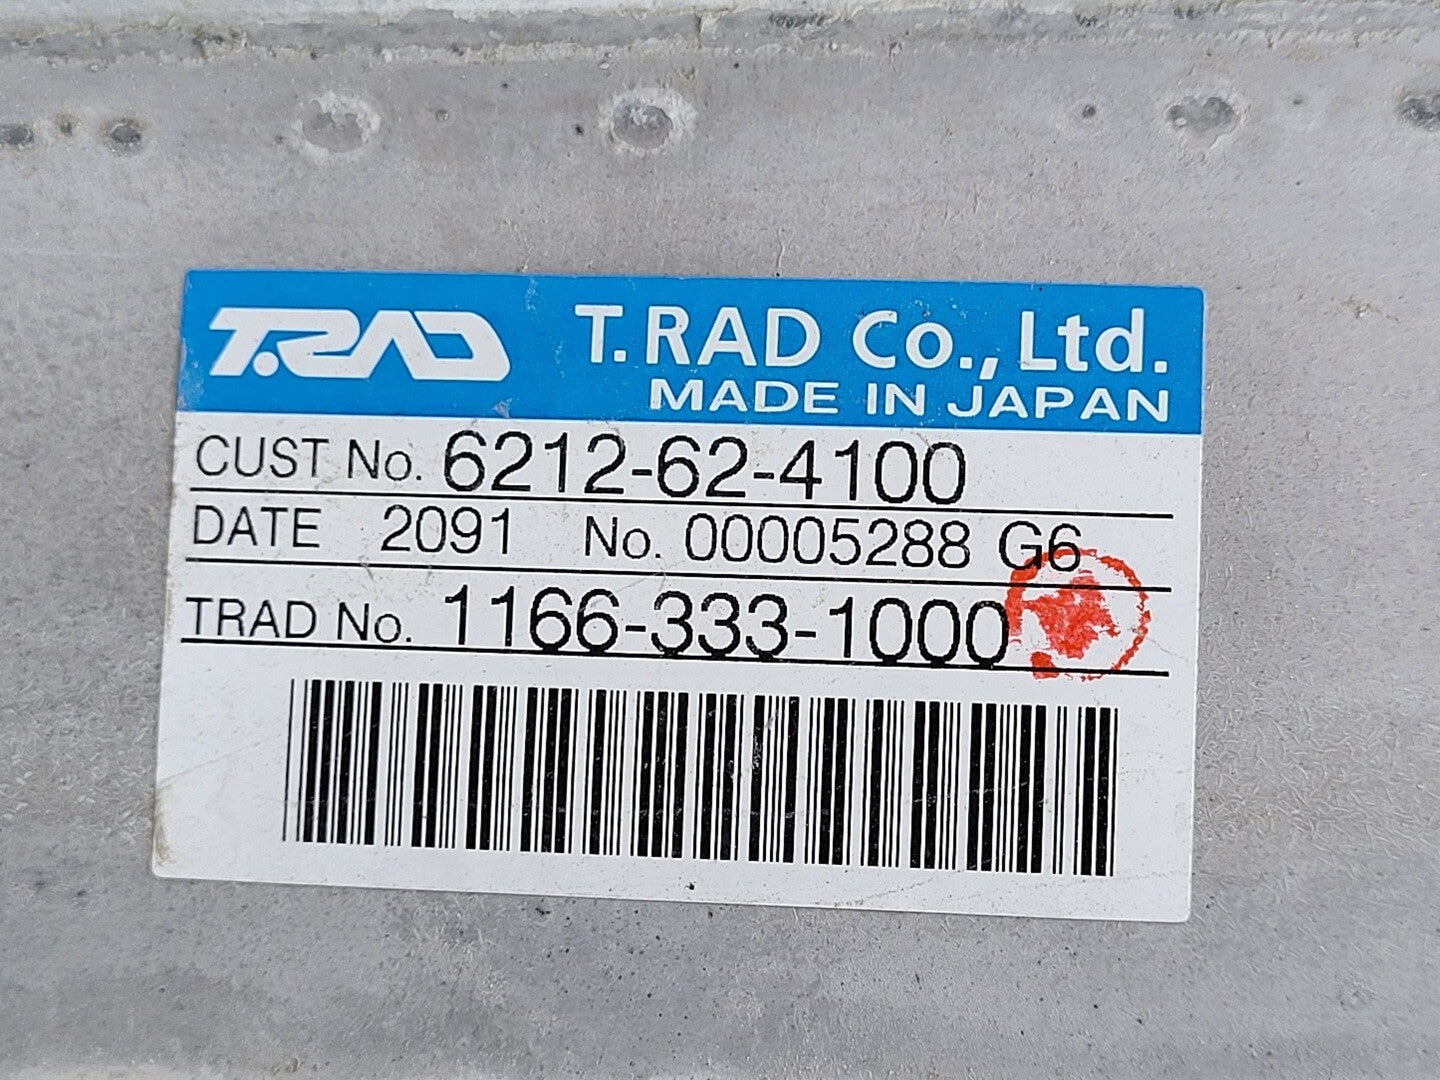 T.RAD T.RAD Co., Ltd.
MADE IN JAPAN
CUST No. 6212-62-4100
DATE 2091 No. 00005288 G6
TRAD No. 1166-333-1000